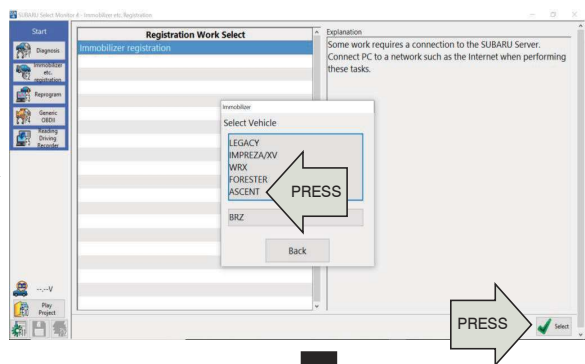 SUBARU Select Monitor 4 - Immobilizer etc. Registration
Start
Diagnosis
Immobilizer
etc.
registration
Reprogram
Generic
OBDII
Reading
Driving
Recorder
--.--V
Play
Project
Registration Work Select
Immobilizer registration
Explanation
Some work requires a connection to the SUBARU Server.
Connect PC to a network such as the Internet when performing
these tasks.
Immobilizer
Select Vehicle
LEGACY
IMPREZA/XV
WRX
FORESTER
ASCENT
PRESS
BRZ
Back
PRESS
Select